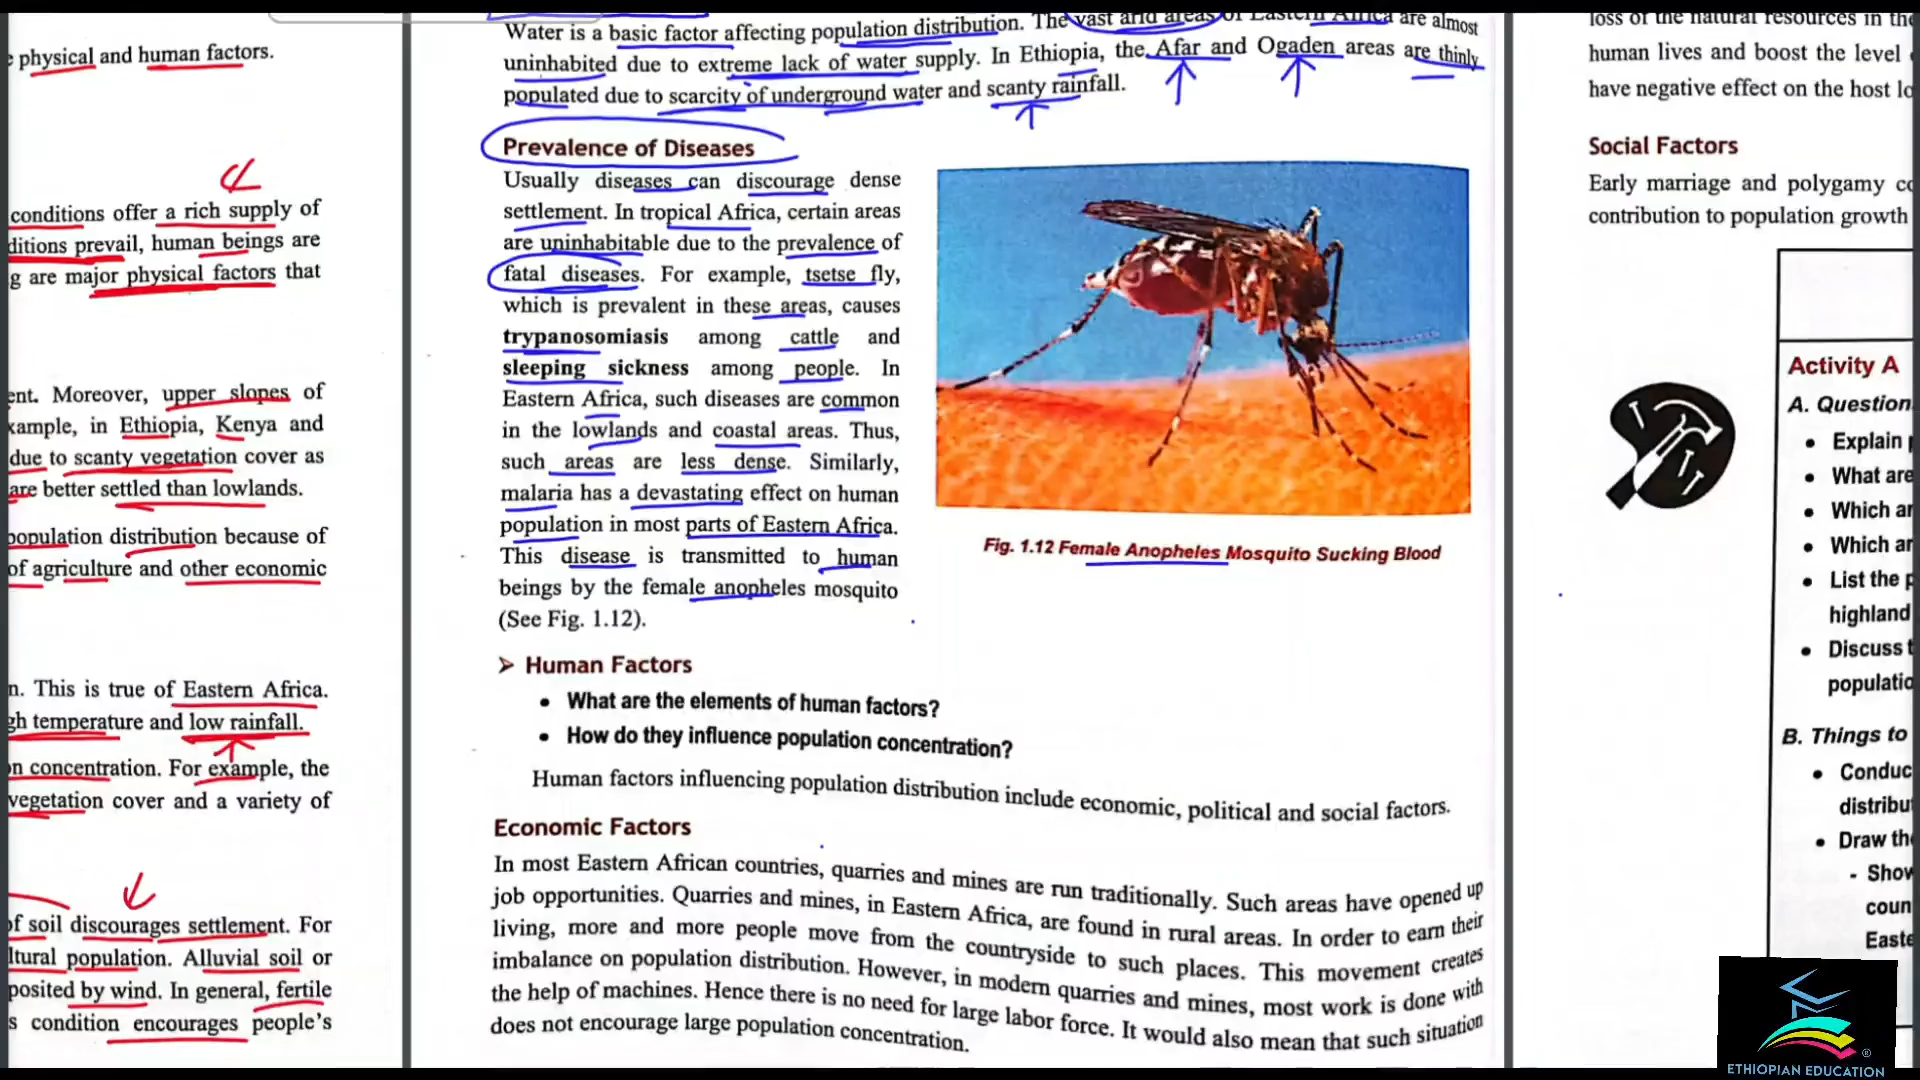 physical and human factors.
conditions offer a rich supply of
ditions prevail, human beings are
g are major physical factors that
ent. Moreover, upper slopes of
xample, in Ethiopia, Kenya and
due to scanty vegetation cover as
are better settled than lowlands.
population distribution because of
of agriculture and other economic
n. This is true of Eastern Africa.
gh temperature and low rainfall.
on concentration. For example, the
vegetation cover and a variety of
of soil discourages settlement. For
ltural population. Alluvial soil or
posited by wind. In general, fertile
s condition encourages people's
Water is a basic factor affecting population distribution. The vast arid areas of Eastern Africa are almost
uninhabited due to extreme lack of water supply. In Ethiopia, the Afar and Ogaden areas are thinly
populated due to scarcity of underground water and scanty rainfall.
Prevalence of Diseases
Usually diseases can discourage dense
settlement. In tropical Africa, certain areas
are uninhabitable due to the prevalence of
fatal diseases. For example, tsetse fly,
which is prevalent in these areas, causes
trypanosomiasis among cattle and
sleeping sickness among people. In
Eastern Africa, such diseases are common
in the lowlands and coastal areas. Thus,
such areas are less dense. Similarly,
malaria has a devastating effect on human
population in most parts of Eastern Africa.
This disease is transmitted to human
beings by the female anopheles mosquito
(See Fig. 1.12).
Fig. 1.12 Female Anopheles Mosquito Sucking Blood
➢ Human Factors
• What are the elements of human factors?
• How do they influence population concentration?
Human factors influencing population distribution include economic, political and social factors.
Economic Factors
In most Eastern African countries, quarries and mines are run traditionally. Such areas have opened up
job opportunities. Quarries and mines, in Eastern Africa, are found in rural areas. In order to earn their
living, more and more people move from the countryside to such places. This movement creates
imbalance on population distribution. However, in modern quarries and mines, most work is done with
the help of machines. Hence there is no need for large labor force. It would also mean that such situation
does not encourage large population concentration.
loss of the natural resources in the
human lives and boost the level
have negative effect on the host lo
Social Factors
Early marriage and polygamy co
contribution to population growth
Activity A
A. Question
• Explain
• What are
• Which ar
• Which ar
• List the p
highland
• Discuss t
populatio
B. Things to
• Conduc
distribu
• Draw the
- Show
coun
Easte
ETHIOPIAN EDUCATION